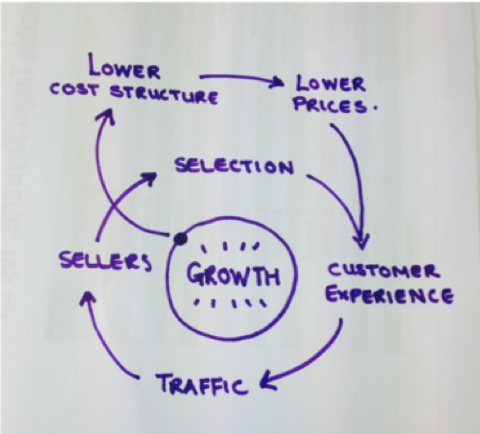 LOWER
COST STRUCTURE
LOWER
PRICES.
SELECTION
SELLERS
GROWTH
CUSTOMER
EXPERIENCE
TRAFFIC